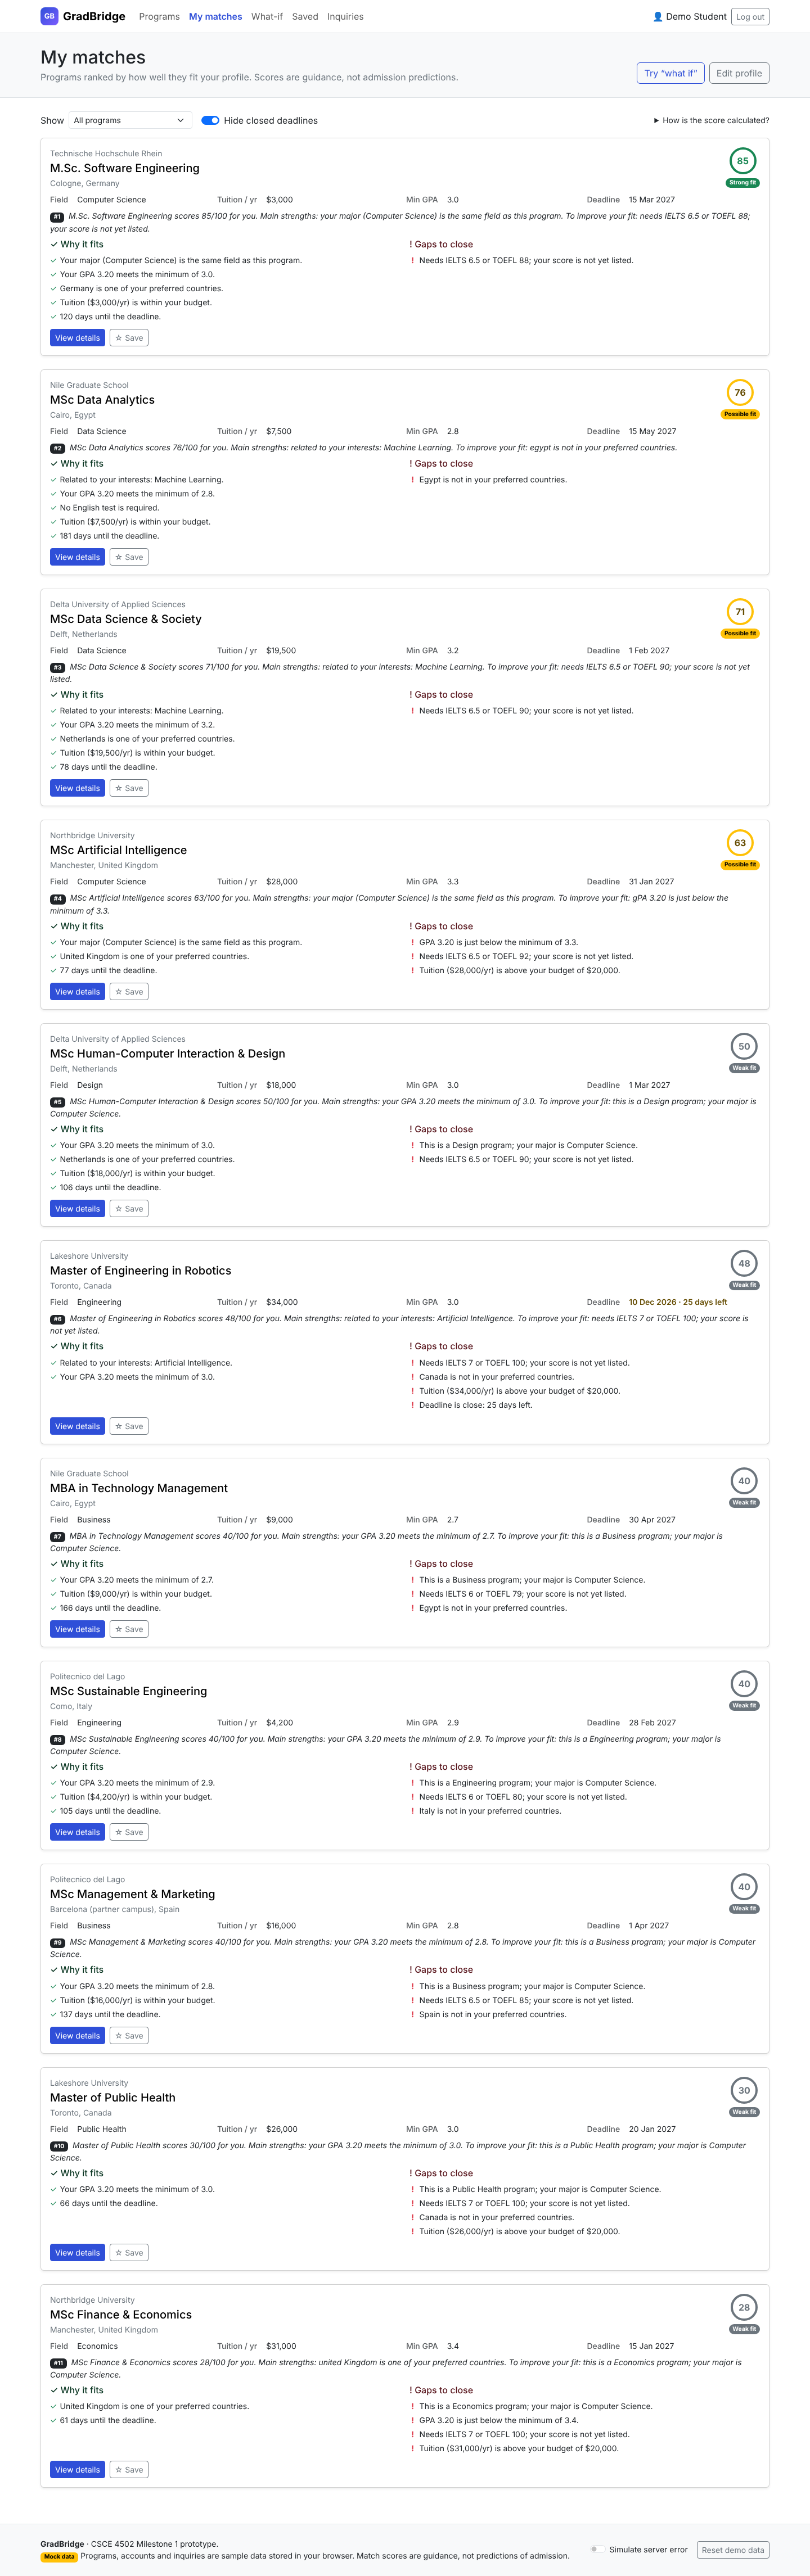 GB GradBridge Programs My matches What-if Saved Inquiries 👤 Demo Student Log out
My matches
Programs ranked by how well they fit your profile. Scores are guidance, not admission predictions.
Try “what if” Edit profile
Show All programs Hide closed deadlines ▶ How is the score calculated?
Technische Hochschule Rhein
M.Sc. Software Engineering
Cologne, Germany
85
Strong fit
Field Computer Science Tuition / yr $3,000 Min GPA 3.0 Deadline 15 Mar 2027
#1 M.Sc. Software Engineering scores 85/100 for you. Main strengths: your major (Computer Science) is the same field as this program. To improve your fit: needs IELTS 6.5 or TOEFL 88;
your score is not yet listed.
✓ Why it fits
✓ Your major (Computer Science) is the same field as this program.
✓ Your GPA 3.20 meets the minimum of 3.0.
✓ Germany is one of your preferred countries.
✓ Tuition ($3,000/yr) is within your budget.
✓ 120 days until the deadline.
! Gaps to close
! Needs IELTS 6.5 or TOEFL 88; your score is not yet listed.
View details ☆ Save
Nile Graduate School
MSc Data Analytics
Cairo, Egypt
76
Possible fit
Field Data Science Tuition / yr $7,500 Min GPA 2.8 Deadline 15 May 2027
#2 MSc Data Analytics scores 76/100 for you. Main strengths: related to your interests: Machine Learning. To improve your fit: egypt is not in your preferred countries.
✓ Why it fits
✓ Related to your interests: Machine Learning.
✓ Your GPA 3.20 meets the minimum of 2.8.
✓ No English test is required.
✓ Tuition ($7,500/yr) is within your budget.
✓ 181 days until the deadline.
! Gaps to close
! Egypt is not in your preferred countries.
View details ☆ Save
Delta University of Applied Sciences
MSc Data Science & Society
Delft, Netherlands
71
Possible fit
Field Data Science Tuition / yr $19,500 Min GPA 3.2 Deadline 1 Feb 2027
#3 MSc Data Science & Society scores 71/100 for you. Main strengths: related to your interests: Machine Learning. To improve your fit: needs IELTS 6.5 or TOEFL 90; your score is not yet
listed.
✓ Why it fits
✓ Related to your interests: Machine Learning.
✓ Your GPA 3.20 meets the minimum of 3.2.
✓ Netherlands is one of your preferred countries.
✓ Tuition ($19,500/yr) is within your budget.
✓ 78 days until the deadline.
! Gaps to close
! Needs IELTS 6.5 or TOEFL 90; your score is not yet listed.
View details ☆ Save
Northbridge University
MSc Artificial Intelligence
Manchester, United Kingdom
63
Possible fit
Field Computer Science Tuition / yr $28,000 Min GPA 3.3 Deadline 31 Jan 2027
#4 MSc Artificial Intelligence scores 63/100 for you. Main strengths: your major (Computer Science) is the same field as this program. To improve your fit: gPA 3.20 is just below the
minimum of 3.3.
✓ Why it fits
✓ Your major (Computer Science) is the same field as this program.
✓ United Kingdom is one of your preferred countries.
✓ 77 days until the deadline.
! Gaps to close
! GPA 3.20 is just below the minimum of 3.3.
! Needs IELTS 6.5 or TOEFL 92; your score is not yet listed.
! Tuition ($28,000/yr) is above your budget of $20,000.
View details ☆ Save
Delta University of Applied Sciences
MSc Human-Computer Interaction & Design
Delft, Netherlands
50
Weak fit
Field Design Tuition / yr $18,000 Min GPA 3.0 Deadline 1 Mar 2027
#5 MSc Human-Computer Interaction & Design scores 50/100 for you. Main strengths: your GPA 3.20 meets the minimum of 3.0. To improve your fit: this is a Design program; your major is
Computer Science.
✓ Why it fits
✓ Your GPA 3.20 meets the minimum of 3.0.
✓ Netherlands is one of your preferred countries.
✓ Tuition ($18,000/yr) is within your budget.
✓ 106 days until the deadline.
! Gaps to close
! This is a Design program; your major is Computer Science.
! Needs IELTS 6.5 or TOEFL 90; your score is not yet listed.
View details ☆ Save
Lakeshore University
Master of Engineering in Robotics
Toronto, Canada
48
Weak fit
Field Engineering Tuition / yr $34,000 Min GPA 3.0 Deadline 10 Dec 2026 · 25 days left
#6 Master of Engineering in Robotics scores 48/100 for you. Main strengths: related to your interests: Artificial Intelligence. To improve your fit: needs IELTS 7 or TOEFL 100; your score is
not yet listed.
✓ Why it fits
✓ Related to your interests: Artificial Intelligence.
✓ Your GPA 3.20 meets the minimum of 3.0.
! Gaps to close
! Needs IELTS 7 or TOEFL 100; your score is not yet listed.
! Canada is not in your preferred countries.
! Tuition ($34,000/yr) is above your budget of $20,000.
! Deadline is close: 25 days left.
View details ☆ Save
Nile Graduate School
MBA in Technology Management
Cairo, Egypt
40
Weak fit
Field Business Tuition / yr $9,000 Min GPA 2.7 Deadline 30 Apr 2027
#7 MBA in Technology Management scores 40/100 for you. Main strengths: your GPA 3.20 meets the minimum of 2.7. To improve your fit: this is a Business program; your major is
Computer Science.
✓ Why it fits
✓ Your GPA 3.20 meets the minimum of 2.7.
✓ Tuition ($9,000/yr) is within your budget.
✓ 166 days until the deadline.
! Gaps to close
! This is a Business program; your major is Computer Science.
! Needs IELTS 6 or TOEFL 79; your score is not yet listed.
! Egypt is not in your preferred countries.
View details ☆ Save
Politecnico del Lago
MSc Sustainable Engineering
Como, Italy
40
Weak fit
Field Engineering Tuition / yr $4,200 Min GPA 2.9 Deadline 28 Feb 2027
#8 MSc Sustainable Engineering scores 40/100 for you. Main strengths: your GPA 3.20 meets the minimum of 2.9. To improve your fit: this is a Engineering program; your major is
Computer Science.
✓ Why it fits
✓ Your GPA 3.20 meets the minimum of 2.9.
✓ Tuition ($4,200/yr) is within your budget.
✓ 105 days until the deadline.
! Gaps to close
! This is a Engineering program; your major is Computer Science.
! Needs IELTS 6 or TOEFL 80; your score is not yet listed.
! Italy is not in your preferred countries.
View details ☆ Save
Politecnico del Lago
MSc Management & Marketing
Barcelona (partner campus), Spain
40
Weak fit
Field Business Tuition / yr $16,000 Min GPA 2.8 Deadline 1 Apr 2027
#9 MSc Management & Marketing scores 40/100 for you. Main strengths: your GPA 3.20 meets the minimum of 2.8. To improve your fit: this is a Business program; your major is Computer
Science.
✓ Why it fits
✓ Your GPA 3.20 meets the minimum of 2.8.
✓ Tuition ($16,000/yr) is within your budget.
✓ 137 days until the deadline.
! Gaps to close
! This is a Business program; your major is Computer Science.
! Needs IELTS 6.5 or TOEFL 85; your score is not yet listed.
! Spain is not in your preferred countries.
View details ☆ Save
Lakeshore University
Master of Public Health
Toronto, Canada
30
Weak fit
Field Public Health Tuition / yr $26,000 Min GPA 3.0 Deadline 20 Jan 2027
#10 Master of Public Health scores 30/100 for you. Main strengths: your GPA 3.20 meets the minimum of 3.0. To improve your fit: this is a Public Health program; your major is Computer
Science.
✓ Why it fits
✓ Your GPA 3.20 meets the minimum of 3.0.
✓ 66 days until the deadline.
! Gaps to close
! This is a Public Health program; your major is Computer Science.
! Needs IELTS 7 or TOEFL 100; your score is not yet listed.
! Canada is not in your preferred countries.
! Tuition ($26,000/yr) is above your budget of $20,000.
View details ☆ Save
Northbridge University
MSc Finance & Economics
Manchester, United Kingdom
28
Weak fit
Field Economics Tuition / yr $31,000 Min GPA 3.4 Deadline 15 Jan 2027
#11 MSc Finance & Economics scores 28/100 for you. Main strengths: united Kingdom is one of your preferred countries. To improve your fit: this is a Economics program; your major is
Computer Science.
✓ Why it fits
✓ United Kingdom is one of your preferred countries.
✓ 61 days until the deadline.
! Gaps to close
! This is a Economics program; your major is Computer Science.
! GPA 3.20 is just below the minimum of 3.4.
! Needs IELTS 7 or TOEFL 100; your score is not yet listed.
! Tuition ($31,000/yr) is above your budget of $20,000.
View details ☆ Save
GradBridge · CSCE 4502 Milestone 1 prototype.
Mock data Programs, accounts and inquiries are sample data stored in your browser. Match scores are guidance, not predictions of admission.
Simulate server error Reset demo data